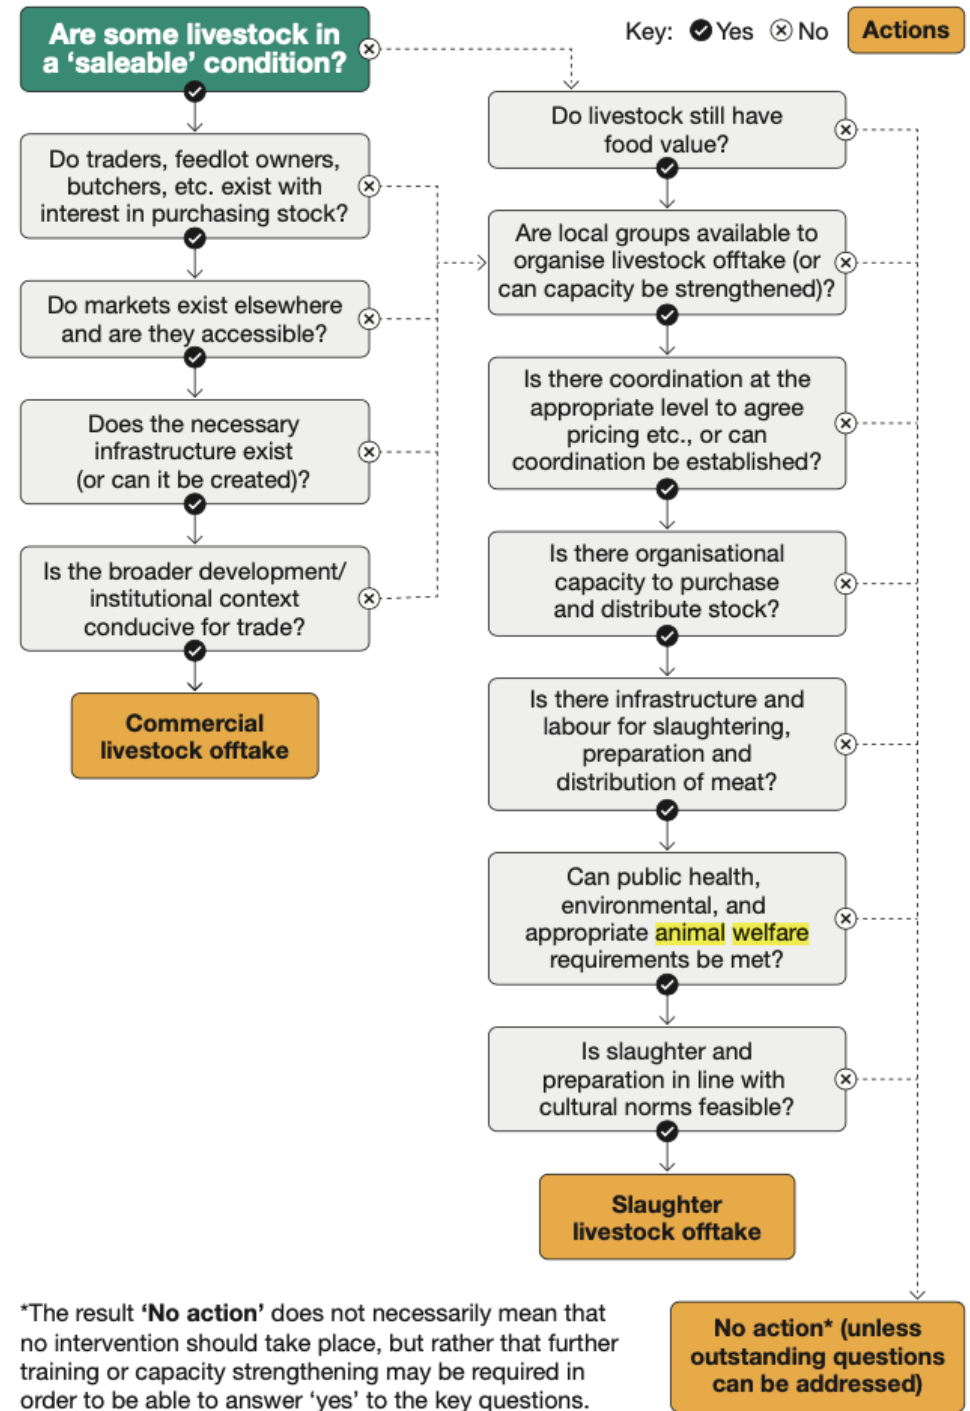 Are some livestock in
a ‘saleable’ condition?
Key: Yes No Actions
Do traders, feedlot owners,
butchers, etc. exist with
interest in purchasing stock?
Do markets exist elsewhere
and are they accessible?
Does the necessary
infrastructure exist
(or can it be created)?
Is the broader development/
institutional context
conducive for trade?
Commercial
livestock offtake
Do livestock still have
food value?
Are local groups available to
organise livestock offtake (or
can capacity be strengthened)?
Is there coordination at the
appropriate level to agree
pricing etc., or can
coordination be established?
Is there organisational
capacity to purchase
and distribute stock?
Is there infrastructure and
labour for slaughtering,
preparation and
distribution of meat?
Can public health,
environmental, and
appropriate animal welfare
requirements be met?
Is slaughter and
preparation in line with
cultural norms feasible?
Slaughter
livestock offtake
*The result ‘No action’ does not necessarily mean that
no intervention should take place, but rather that further
training or capacity strengthening may be required in
order to be able to answer ‘yes’ to the key questions.
No action* (unless
outstanding questions
can be addressed)